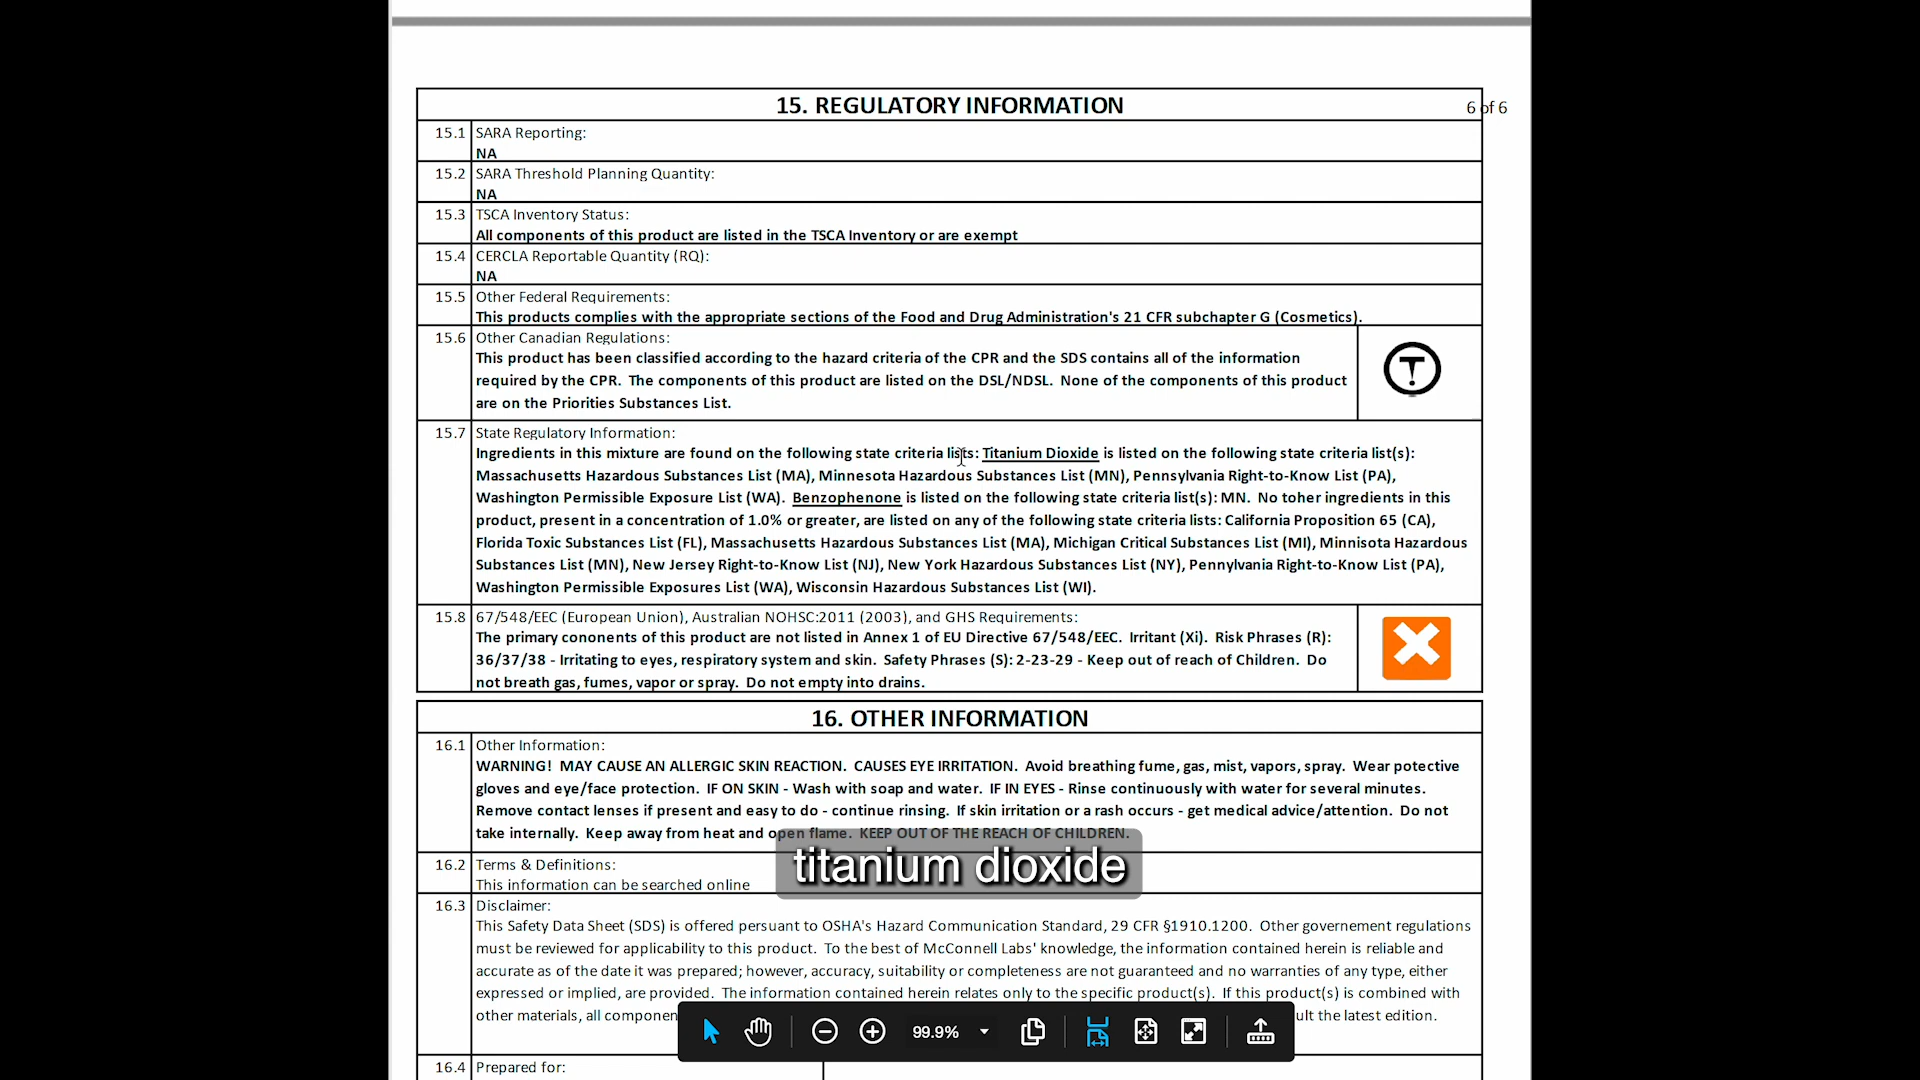 15. REGULATORY INFORMATION
6 of 6
15.1 SARA Reporting:
NA
15.2 SARA Threshold Planning Quantity:
NA
15.3 TSCA Inventory Status:
All components of this product are listed in the TSCA Inventory or are exempt
15.4 CERCLA Reportable Quantity (RQ):
NA
15.5 Other Federal Requirements:
This products complies with the appropriate sections of the Food and Drug Administration's 21 CFR subchapter G (Cosmetics).
15.6 Other Canadian Regulations:
This product has been classified according to the hazard criteria of the CPR and the SDS contains all of the information
required by the CPR. The components of this product are listed on the DSL/NDSL. None of the components of this product
are on the Priorities Substances List.
T
15.7 State Regulatory Information:
Ingredients in this mixture are found on the following state criteria lists: Titanium Dioxide is listed on the following state criteria list(s):
Massachusetts Hazardous Substances List (MA), Minnesota Hazardous Substances List (MN), Pennsylvania Right-to-Know List (PA),
Washington Permissible Exposure List (WA). Benzophenone is listed on the following state criteria list(s): MN. No toher ingredients in this
product, present in a concentration of 1.0% or greater, are listed on any of the following state criteria lists: California Proposition 65 (CA),
Florida Toxic Substances List (FL), Massachusetts Hazardous Substances List (MA), Michigan Critical Substances List (MI), Minnisota Hazardous
Substances List (MN), New Jersey Right-to-Know List (NJ), New York Hazardous Substances List (NY), Pennylvania Right-to-Know List (PA),
Washington Permissible Exposures List (WA), Wisconsin Hazardous Substances List (WI).
15.8 67/548/EEC (European Union), Australian NOHSC:2011 (2003), and GHS Requirements:
The primary cononents of this product are not listed in Annex 1 of EU Directive 67/548/EEC. Irritant (Xi). Risk Phrases (R):
36/37/38 - Irritating to eyes, respiratory system and skin. Safety Phrases (S): 2-23-29 - Keep out of reach of Children. Do
not breath gas, fumes, vapor or spray. Do not empty into drains.
16. OTHER INFORMATION
16.1 Other Information:
WARNING! MAY CAUSE AN ALLERGIC SKIN REACTION. CAUSES EYE IRRITATION. Avoid breathing fume, gas, mist, vapors, spray. Wear potective
gloves and eye/face protection. IF ON SKIN - Wash with soap and water. IF IN EYES - Rinse continuously with water for several minutes.
Remove contact lenses if present and easy to do - continue rinsing. If skin irritation or a rash occurs - get medical advice/attention. Do not
take internally. Keep away from heat and open flame. KEEP OUT OF THE REACH OF CHILDREN.
titanium dioxide
16.2 Terms & Definitions:
This information can be searched online
16.3 Disclaimer:
This Safety Data Sheet (SDS) is offered persuant to OSHA's Hazard Communication Standard, 29 CFR §1910.1200. Other governement regulations
must be reviewed for applicability to this product. To the best of McConnell Labs' knowledge, the information contained herein is reliable and
accurate as of the date it was prepared; however, accuracy, suitability or completeness are not guaranteed and no warranties of any type, either
expressed or implied, are provided. The information contained herein relates only to the specific product(s). If this product(s) is combined with
other materials, all componen ult the latest edition.
99.9%
16.4 Prepared for: